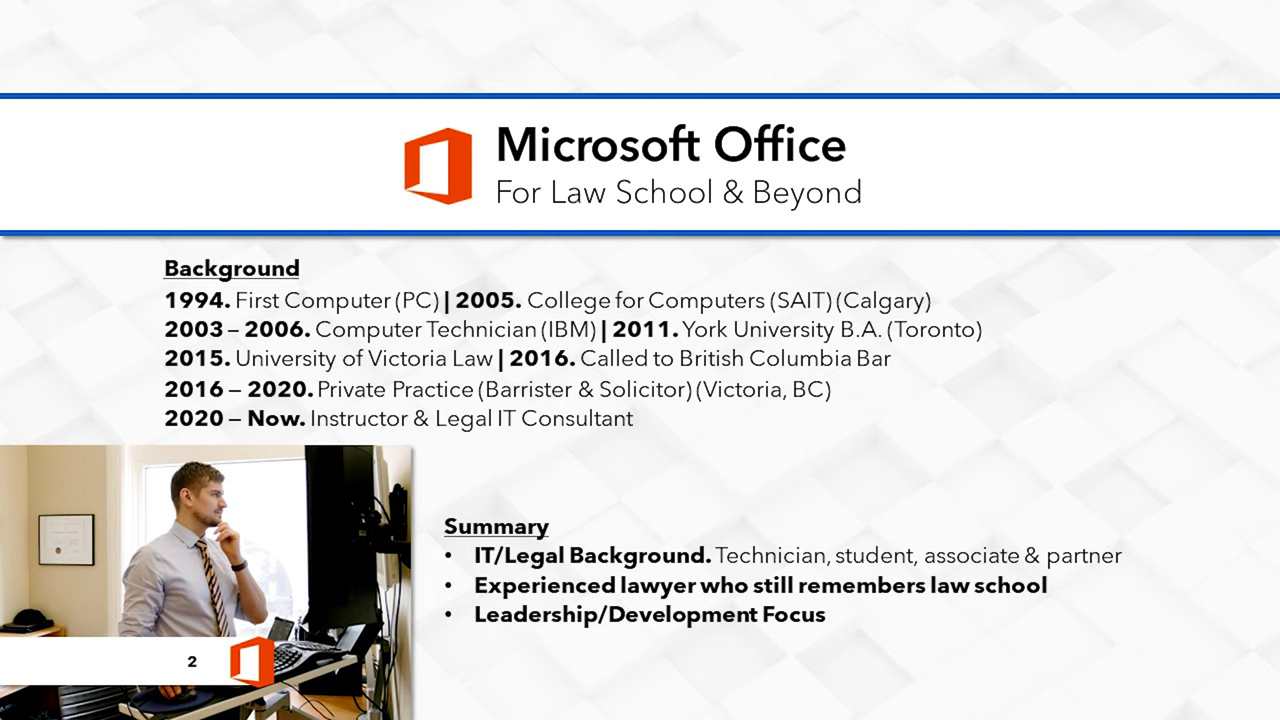 Microsoft Office
For Law School & Beyond
Background
1994. First Computer (PC) | 2005. College for Computers (SAIT) (Calgary)
2003 – 2006. Computer Technician (IBM) | 2011. York University B.A. (Toronto)
2015. University of Victoria Law | 2016. Called to British Columbia Bar
2016 – 2020. Private Practice (Barrister & Solicitor) (Victoria, BC)
2020 – Now. Instructor & Legal IT Consultant
Summary
• IT/Legal Background. Technician, student, associate & partner
• Experienced lawyer who still remembers law school
• Leadership/Development Focus
2